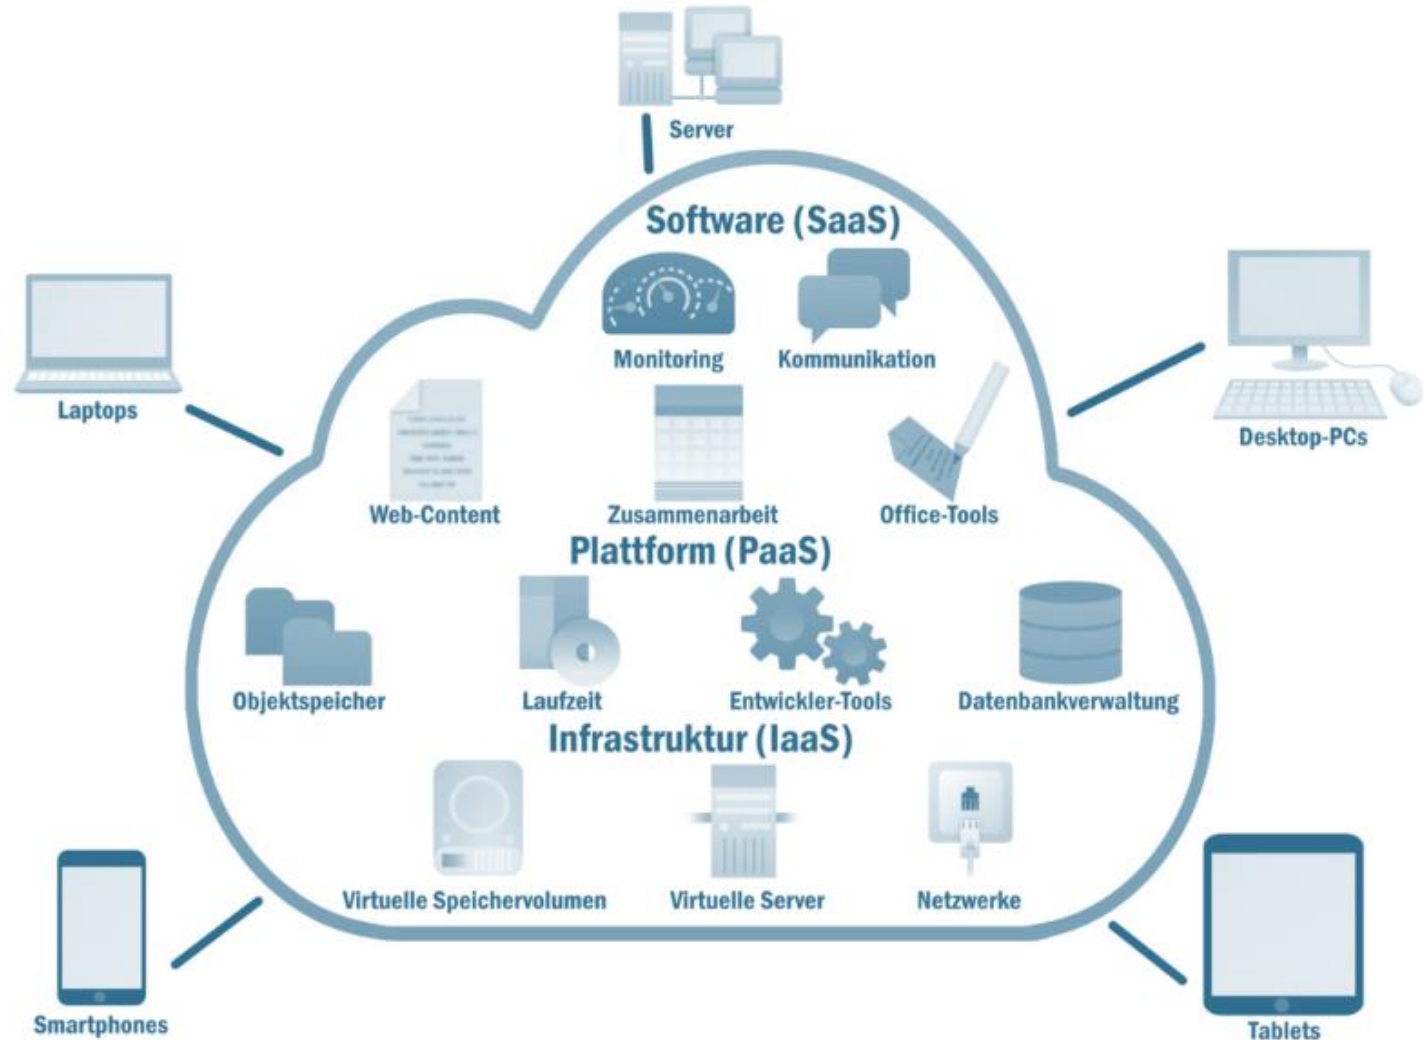 Server
Software (SaaS)
Monitoring
Kommunikation
Laptops
Desktop-PCs
Web-Content
Zusammenarbeit
Office-Tools
Plattform (PaaS)
Objektspeicher
Laufzeit
Entwickler-Tools
Datenbankverwaltung
Infrastruktur (IaaS)
Virtuelle Speichervolumen
Virtuelle Server
Netzwerke
Smartphones
Tablets